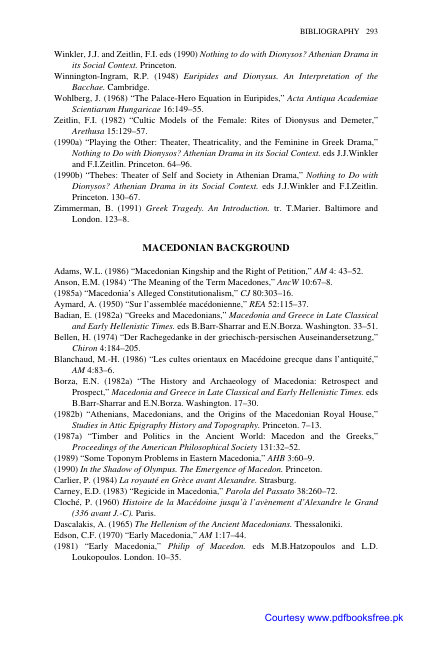 BIBLIOGRAPHY 293
Winkler, J.J. and Zeitlin, F.I. eds (1990) Nothing to do with Dionysos? Athenian Drama in
its Social Context. Princeton.
Winnington-Ingram, R.P. (1948) Euripides and Dionysus. An Interpretation of the
Bacchae. Cambridge.
Wohlberg, J. (1968) “The Palace-Hero Equation in Euripides,” Acta Antiqua Academiae
Scientiarum Hungaricae 16:149–55.
Zeitlin, F.I. (1982) “Cultic Models of the Female: Rites of Dionysus and Demeter,”
Arethusa 15:129–57.
(1990a) “Playing the Other: Theater, Theatricality, and the Feminine in Greek Drama,”
Nothing to Do with Dionysos? Athenian Drama in its Social Context. eds J.J.Winkler
and F.I.Zeitlin. Princeton. 64–96.
(1990b) “Thebes: Theater of Self and Society in Athenian Drama,” Nothing to Do with
Dionysos? Athenian Drama in its Social Context. eds J.J.Winkler and F.I.Zeitlin.
Princeton. 130–67.
Zimmerman, B. (1991) Greek Tragedy. An Introduction. tr. T.Marier. Baltimore and
London. 123–8.
MACEDONIAN BACKGROUND
Adams, W.L. (1986) “Macedonian Kingship and the Right of Petition,” AM 4: 43–52.
Anson, E.M. (1984) “The Meaning of the Term Macedones,” AncW 10:67–8.
(1985a) “Macedonia’s Alleged Constitutionalism,” CJ 80:303–16.
Aymard, A. (1950) “Sur l’assemblée macédonienne,” REA 52:115–37.
Badian, E. (1982a) “Greeks and Macedonians,” Macedonia and Greece in Late Classical
and Early Hellenistic Times. eds B.Barr-Sharrar and E.N.Borza. Washington. 33–51.
Bellen, H. (1974) “Der Rachegedanke in der griechisch-persischen Auseinandersetzung,”
Chiron 4:184–205.
Blanchaud, M.-H. (1986) “Les cultes orientaux en Macédoine grecque dans l’antiquité,”
AM 4:83–6.
Borza, E.N. (1982a) “The History and Archaeology of Macedonia: Retrospect and
Prospect,” Macedonia and Greece in Late Classical and Early Hellenistic Times. eds
B.Barr-Sharrar and E.N.Borza. Washington. 17–30.
(1982b) “Athenians, Macedonians, and the Origins of the Macedonian Royal House,”
Studies in Attic Epigraphy History and Topography. Princeton. 7–13.
(1987a) “Timber and Politics in the Ancient World: Macedon and the Greeks,”
Proceedings of the American Philosophical Society 131:32–52.
(1989) “Some Toponym Problems in Eastern Macedonia,” AHB 3:60–9.
(1990) In the Shadow of Olympus. The Emergence of Macedon. Princeton.
Carlier, P. (1984) La royauté en Grèce avant Alexandre. Strasburg.
Carney, E.D. (1983) “Regicide in Macedonia,” Parola del Passato 38:260–72.
Cloché, P. (1960) Histoire de la Macédoine jusqu’à l’avènement d’Alexandre le Grand
(336 avant J.-C). Paris.
Dascalakis, A. (1965) The Hellenism of the Ancient Macedonians. Thessaloniki.
Edson, C.F. (1970) “Early Macedonia,” AM 1:17–44.
(1981) “Early Macedonia,” Philip of Macedon. eds M.B.Hatzopoulos and L.D.
Loukopoulos. London. 10–35.
Courtesy www.pdfbooksfree.pk